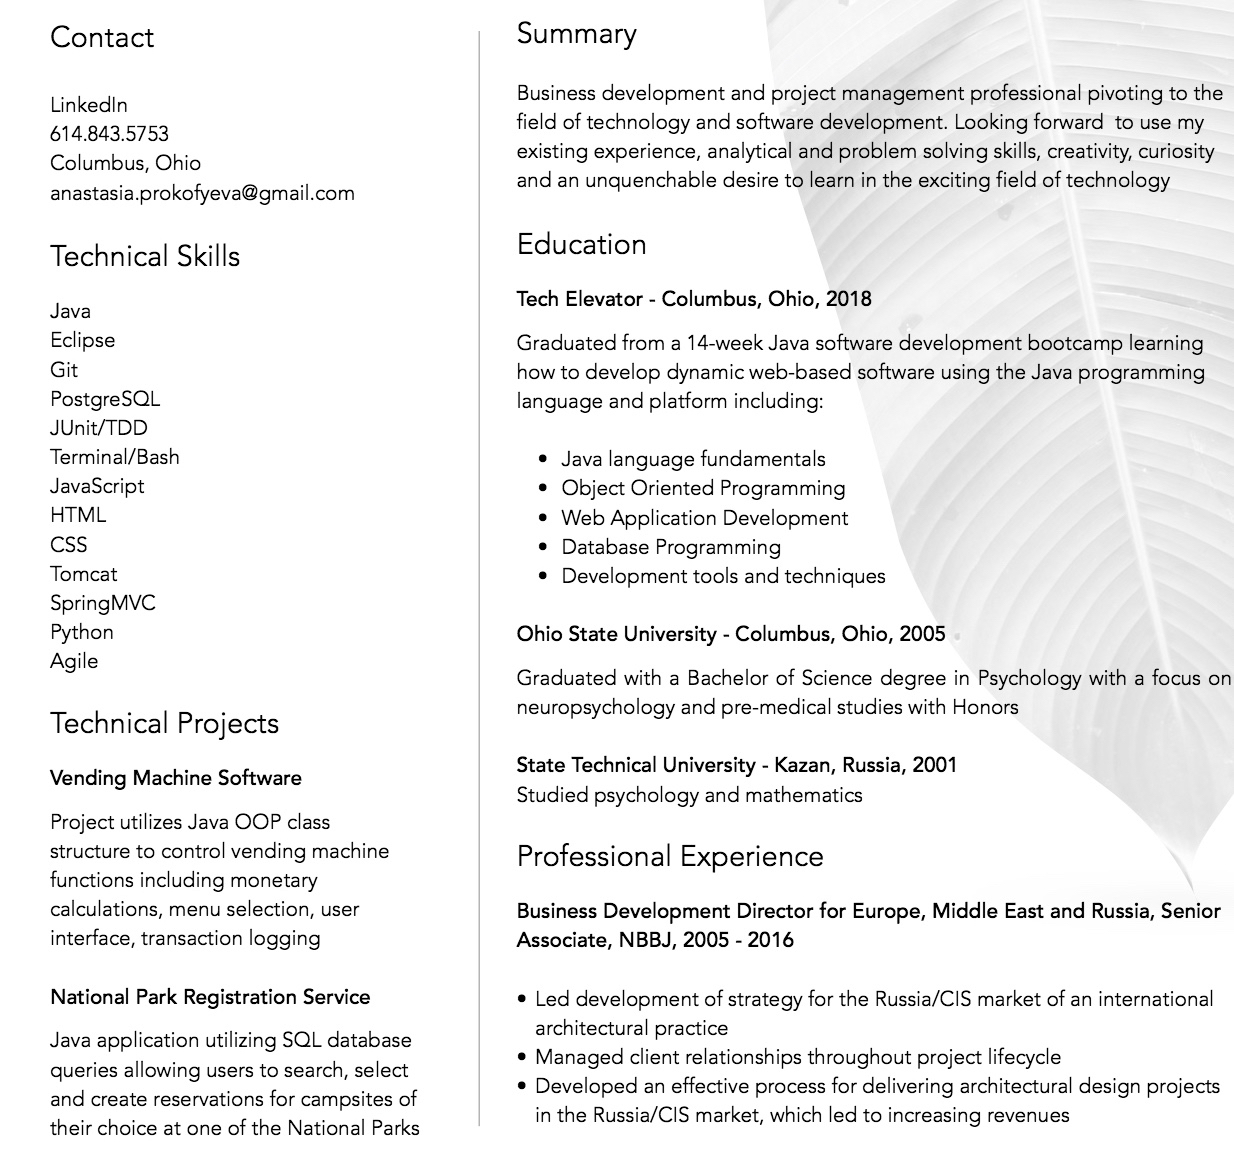 Contact
LinkedIn
614.843.5753
Columbus, Ohio
anastasia.prokofyeva@gmail.com
Technical Skills
Java
Eclipse
Git
PostgreSQL
JUnit/TDD
Terminal/Bash
JavaScript
HTML
CSS
Tomcat
SpringMVC
Python
Agile
Technical Projects
Vending Machine Software
Project utilizes Java OOP class
structure to control vending machine
functions including monetary
calculations, menu selection, user
interface, transaction logging
National Park Registration Service
Java application utilizing SQL database
queries allowing users to search, select
and create reservations for campsites of
their choice at one of the National Parks
Summary
Business development and project management professional pivoting to the
field of technology and software development. Looking forward  to use my
existing experience, analytical and problem solving skills, creativity, curiosity
and an unquenchable desire to learn in the exciting field of technology
Education
Tech Elevator - Columbus, Ohio, 2018
Graduated from a 14-week Java software development bootcamp learning
how to develop dynamic web-based software using the Java programming
language and platform including:
• Java language fundamentals
• Object Oriented Programming
• Web Application Development
• Database Programming
• Development tools and techniques
Ohio State University - Columbus, Ohio, 2005
Graduated with a Bachelor of Science degree in Psychology with a focus on
neuropsychology and pre-medical studies with Honors
State Technical University - Kazan, Russia, 2001
Studied psychology and mathematics
Professional Experience
Business Development Director for Europe, Middle East and Russia, Senior
Associate, NBBJ, 2005 - 2016
• Led development of strategy for the Russia/CIS market of an international
architectural practice
• Managed client relationships throughout project lifecycle
• Developed an effective process for delivering architectural design projects
in the Russia/CIS market, which led to increasing revenues